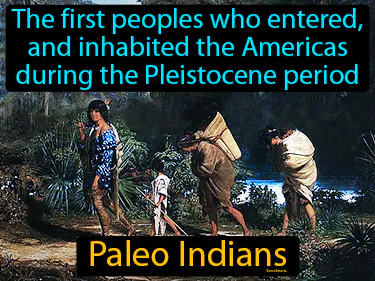 The first peoples who entered,
and inhabited the Americas
during the Pleistocene period
Paleo Indians